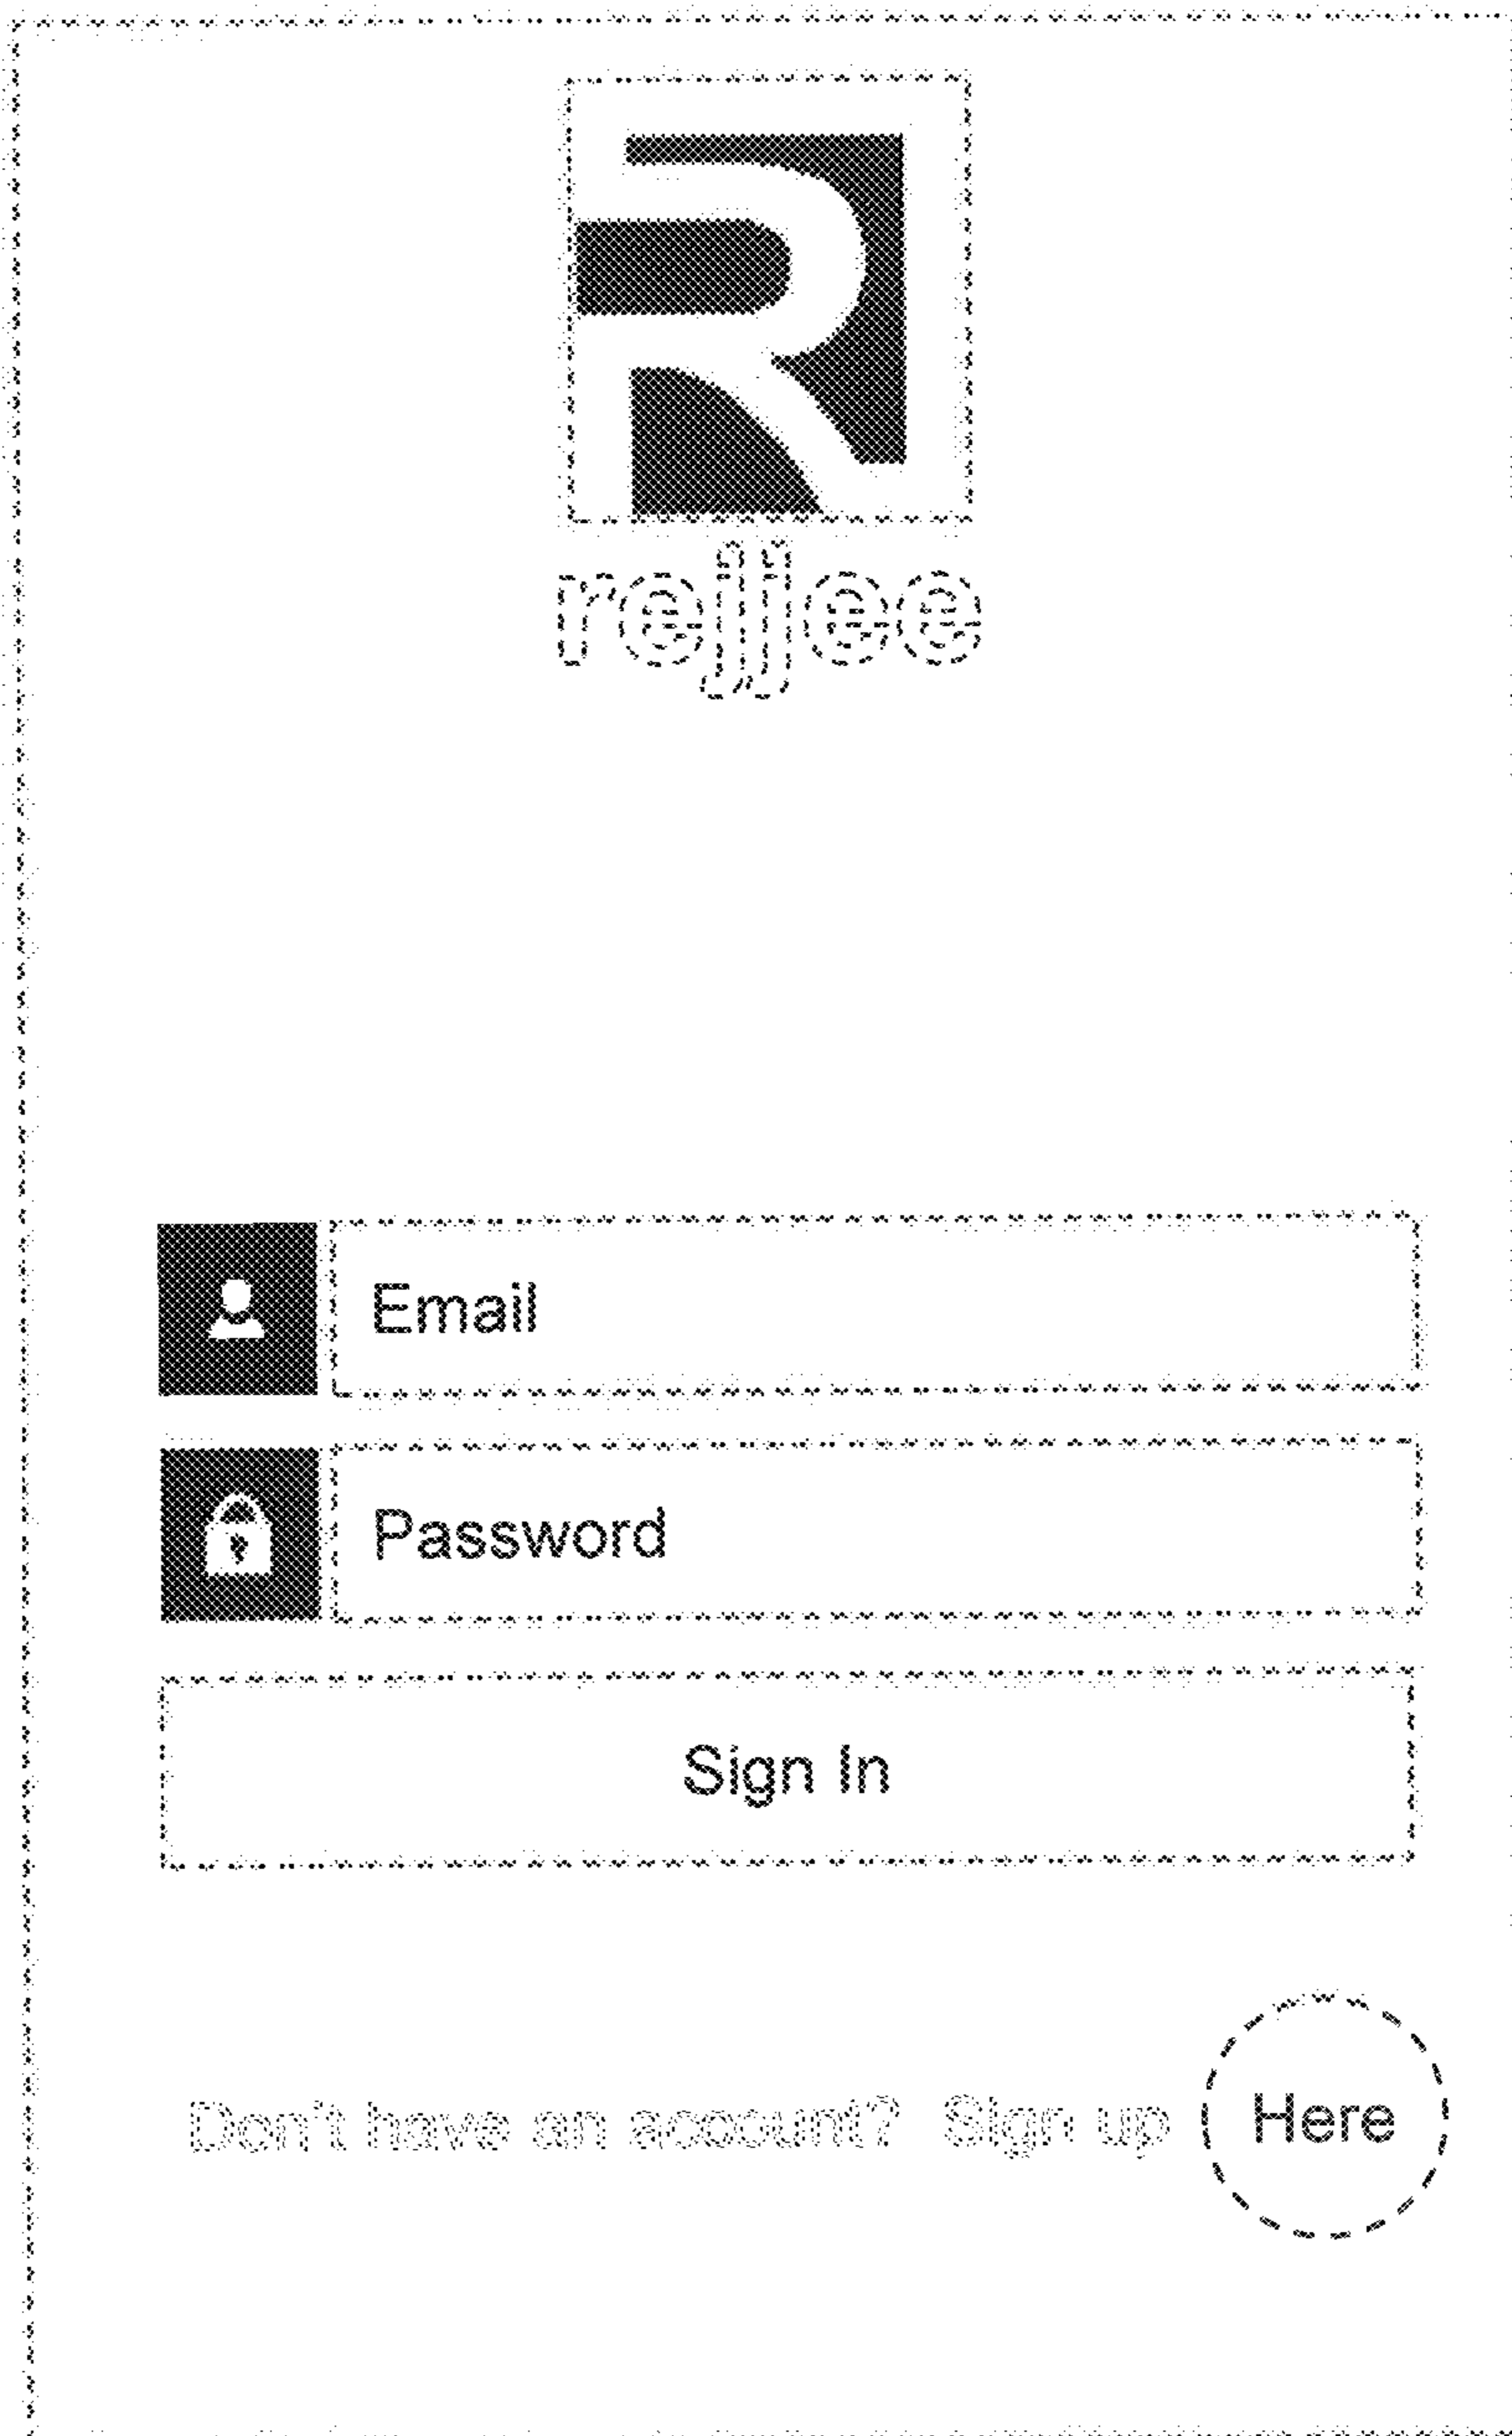 R
rejjee
Email
Password
Sign In
Don't have an account? Sign up Here